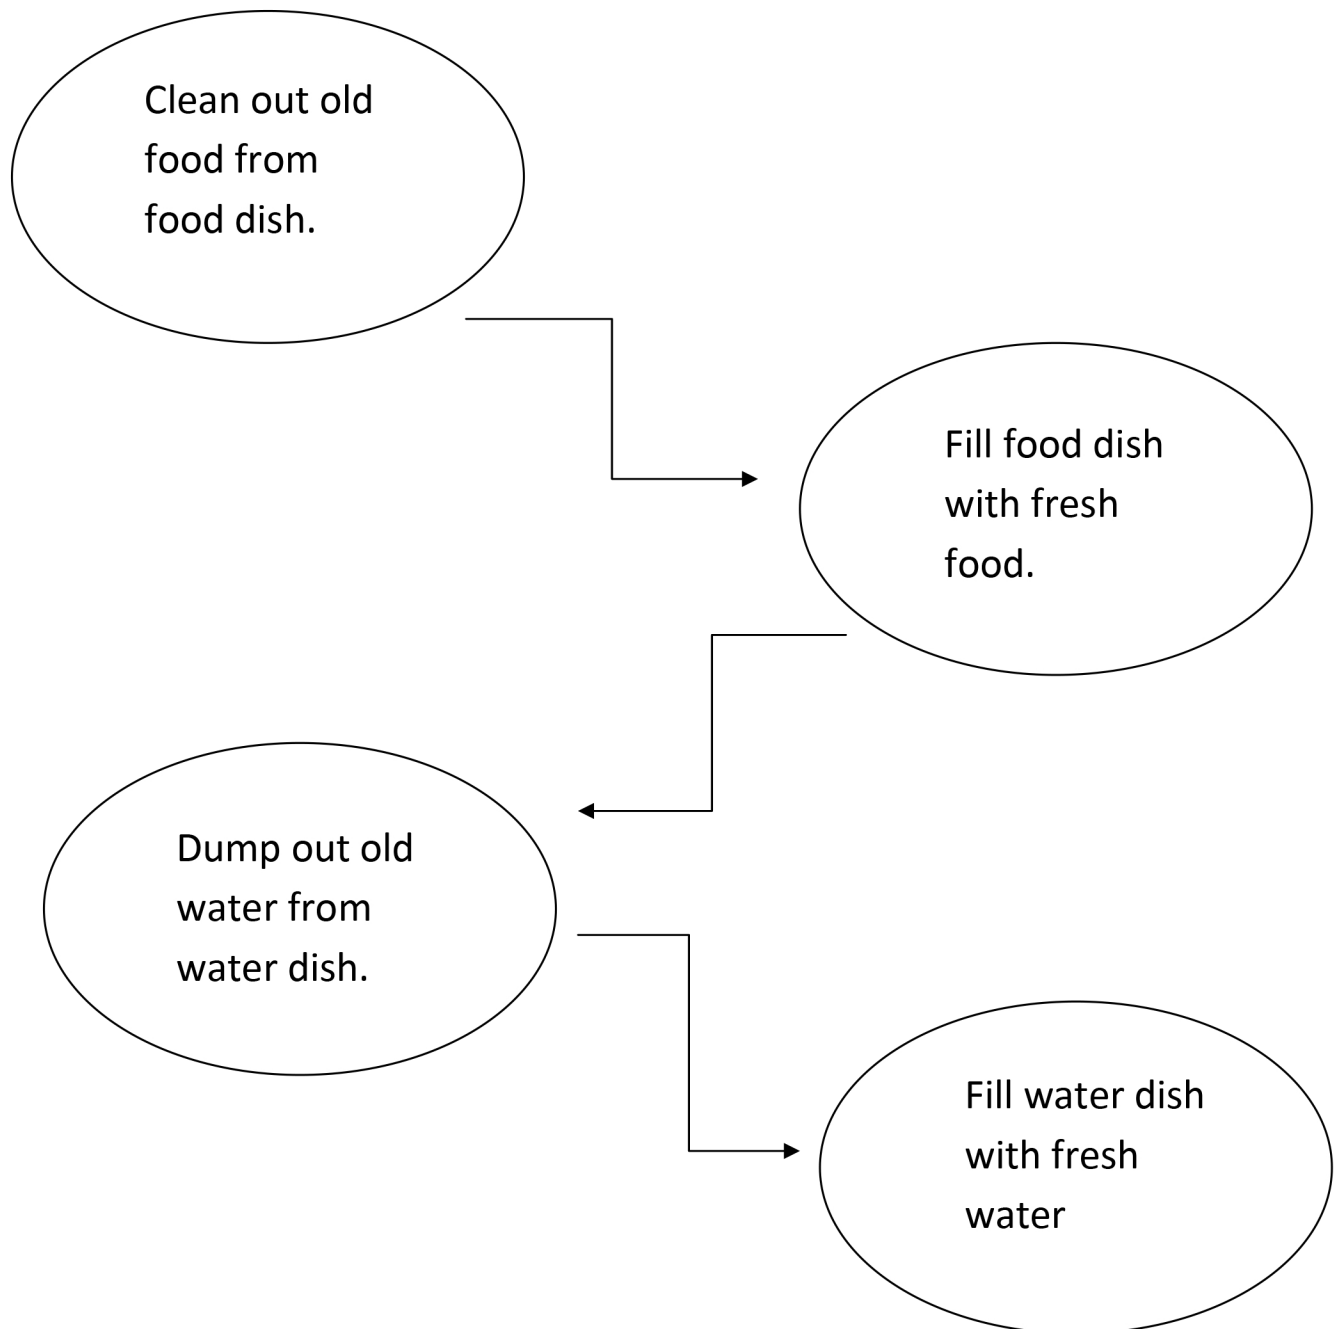 Clean out old
food from
food dish.
Fill food dish
with fresh
food.
Dump out old
water from
water dish.
Fill water dish
with fresh
water